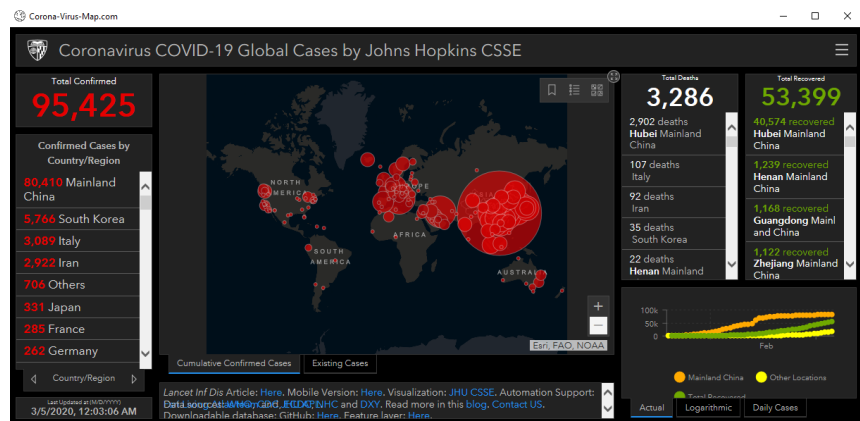 Corona-Virus-Map.com
Coronavirus COVID-19 Global Cases by Johns Hopkins CSSE
Total Confirmed
95,425
Confirmed Cases by
Country/Region
80,410 Mainland
China
5,766 South Korea
3,089 Italy
2,922 Iran
706 Others
331 Japan
285 France
262 Germany
Country/Region
Last Updated at (M/D/YYYY)
3/5/2020, 12:03:06 AM
NORTH
AMERICA
SOUTH
AMERICA
EUROPE
AFRICA
ASIA
AUSTRALIA
Esri, FAO, NOAA
Cumulative Confirmed Cases
Existing Cases
Lancet Inf Dis Article: Here. Mobile Version: Here. Visualization: JHU CSSE. Automation Support:
and DXY. Read more in this blog. Contact US.
Downloadable database: GitHub: Here. Feature layer: Here.
Total Deaths
3,286
2,902 deaths
Hubei Mainland
China
107 deaths
Italy
92 deaths
Iran
35 deaths
South Korea
22 deaths
Henan Mainland
Total Recovered
53,399
40,574 recovered
Hubei Mainland
China
1,239 recovered
Henan Mainland
China
1,168 recovered
Guangdong Mainl
and China
1,122 recovered
Zhejiang Mainland
China
100k
50k
0
Feb
Mainland China
Other Locations
Total Recovered
Actual
Logarithmic
Daily Cases